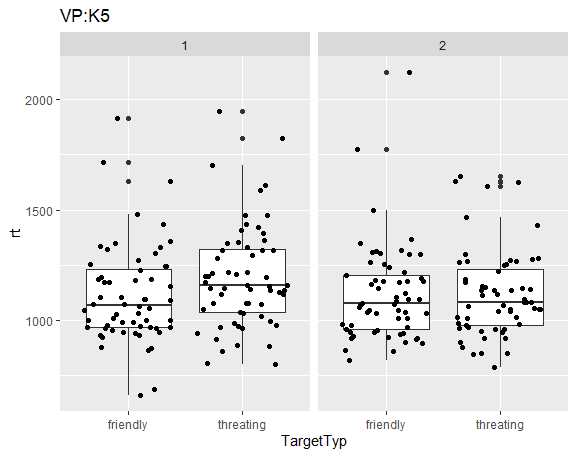 VP:K5
1
2
2000
1500
1000
rt
friendly
threating
friendly
threating
TargetTyp